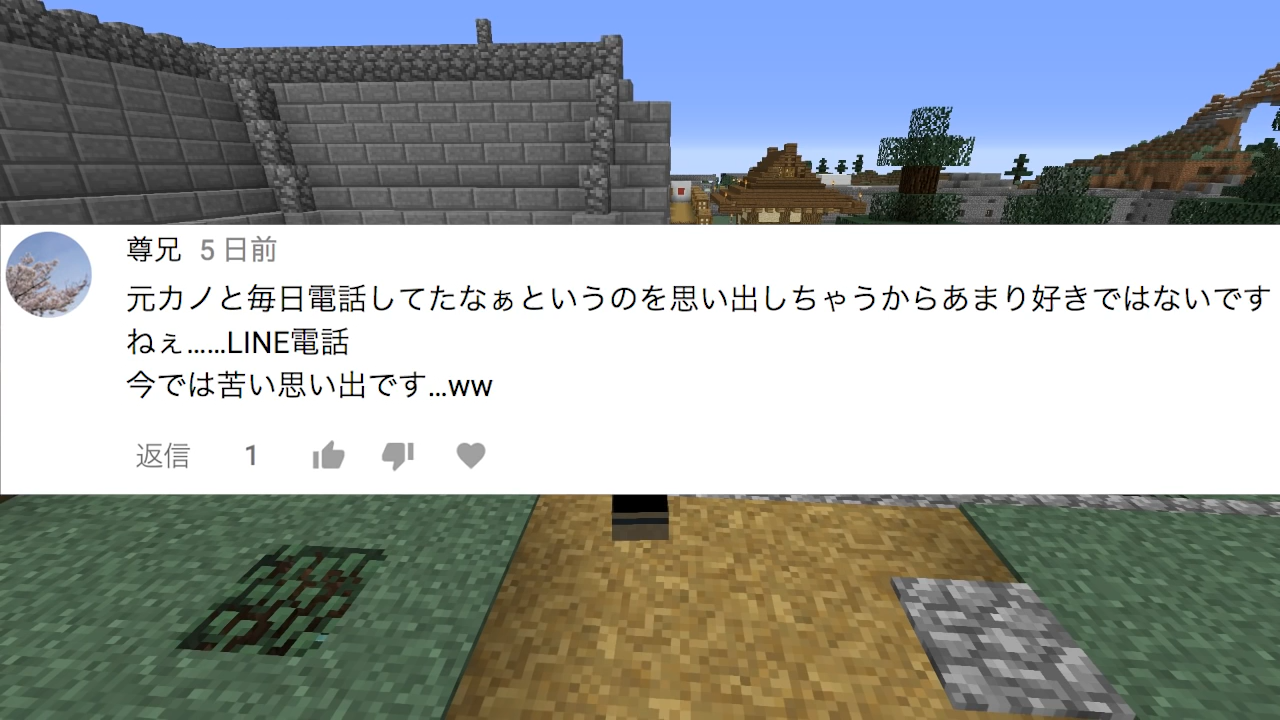 尊兄 5 日前
元カノと毎日電話してたなぁというのを思い出しちゃうからあまり好きではないです
ねぇ……LINE電話
今では苦い思い出です…ww
返信 1